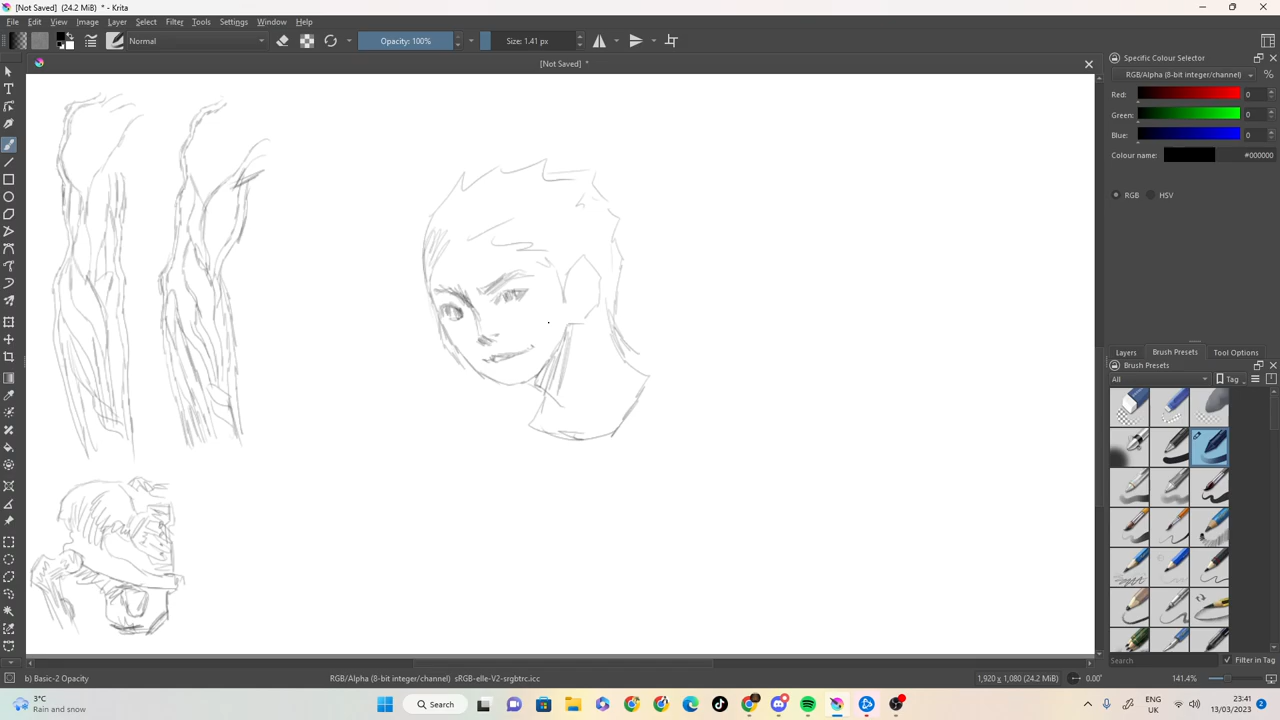 [Not Saved] (24.2 MiB) * - Krita
File Edit View Image Layer Select Filter Tools Settings Window Help
Normal
Opacity: 100%
Size: 1.41 px
[Not Saved] *
Specific Colour Selector
RGB/Alpha (8-bit integer/channel)
%
Red: 0
Green: 0
Blue: 0
Colour name: #000000
RGB HSV
Layers Brush Presets Tool Options
Brush Presets
All
Tag
Search
Filter in Tag
b) Basic-2 Opacity
RGB/Alpha (8-bit integer/channel) sRGB-elle-V2-srgbtrc.icc
1,920 x 1,080 (24.2 MiB)
0.00°
141.4%
3°C
Rain and snow
Search
ENG
UK
23:41
13/03/2023
2